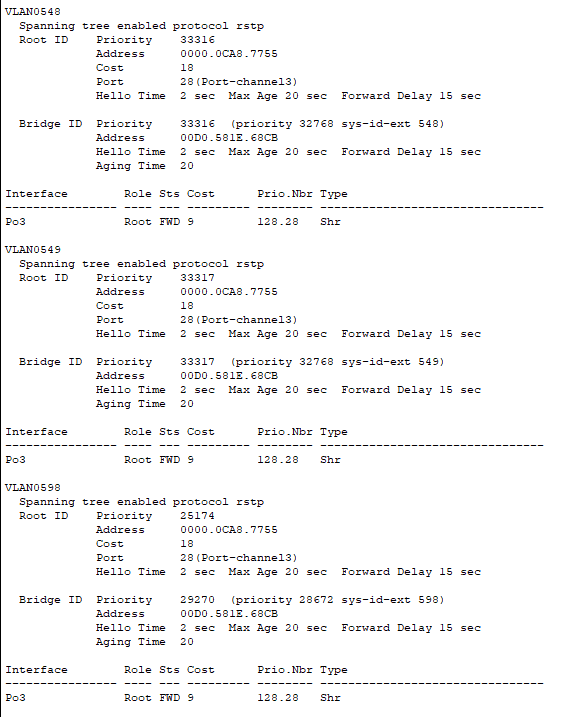 VLAN0548
  Spanning tree enabled protocol rstp
  Root ID    Priority    33316
             Address     0000.0CA8.7755
             Cost        18
             Port        28(Port-channel3)
             Hello Time  2 sec  Max Age 20 sec  Forward Delay 15 sec

  Bridge ID  Priority    33316  (priority 32768 sys-id-ext 548)
             Address     00D0.581E.68CB
             Hello Time  2 sec  Max Age 20 sec  Forward Delay 15 sec
             Aging Time  20

Interface        Role Sts Cost      Prio.Nbr Type
---------------- ---- --- --------- -------- --------------------------------
Po3              Root FWD 9         128.28   Shr

VLAN0549
  Spanning tree enabled protocol rstp
  Root ID    Priority    33317
             Address     0000.0CA8.7755
             Cost        18
             Port        28(Port-channel3)
             Hello Time  2 sec  Max Age 20 sec  Forward Delay 15 sec

  Bridge ID  Priority    33317  (priority 32768 sys-id-ext 549)
             Address     00D0.581E.68CB
             Hello Time  2 sec  Max Age 20 sec  Forward Delay 15 sec
             Aging Time  20

Interface        Role Sts Cost      Prio.Nbr Type
---------------- ---- --- --------- -------- --------------------------------
Po3              Root FWD 9         128.28   Shr

VLAN0598
  Spanning tree enabled protocol rstp
  Root ID    Priority    25174
             Address     0000.0CA8.7755
             Cost        18
             Port        28(Port-channel3)
             Hello Time  2 sec  Max Age 20 sec  Forward Delay 15 sec

  Bridge ID  Priority    29270  (priority 28672 sys-id-ext 598)
             Address     00D0.581E.68CB
             Hello Time  2 sec  Max Age 20 sec  Forward Delay 15 sec
             Aging Time  20

Interface        Role Sts Cost      Prio.Nbr Type
---------------- ---- --- --------- -------- --------------------------------
Po3              Root FWD 9         128.28   Shr